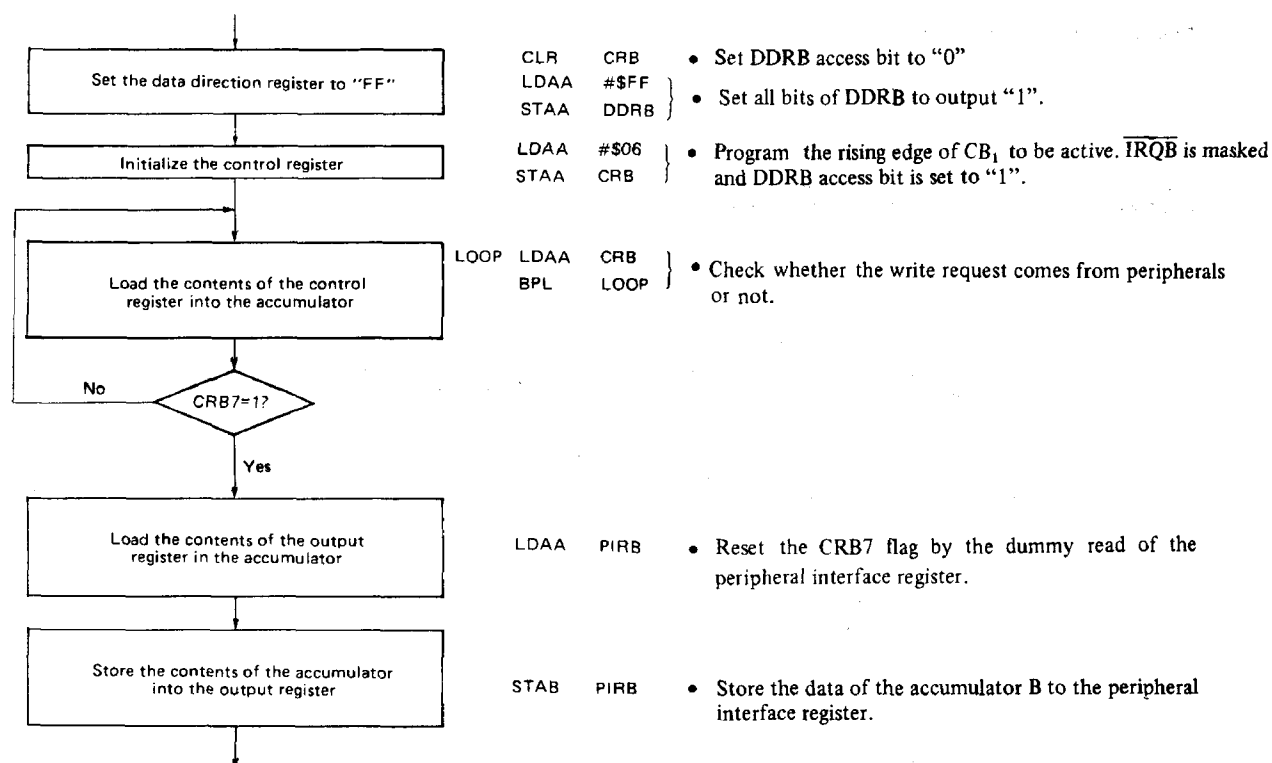 Set the data direction register to "FF"
CLR CRB • Set DDRB access bit to "0"
LDAA #$FF
STAA DDRB
• Set all bits of DDRB to output "1".
Initialize the control register
LDAA #$06 • Program the rising edge of CB1 to be active. IRQB is masked
STAA CRB and DDRB access bit is set to "1".
Load the contents of the control
register into the accumulator
LOOP LDAA CRB
BPL LOOP
• Check whether the write request comes from peripherals
or not.
No
CRB7=1?
Yes
Load the contents of the output
register in the accumulator
LDAA PIRB • Reset the CRB7 flag by the dummy read of the
peripheral interface register.
Store the contents of the accumulator
into the output register
STAB PIRB • Store the data of the accumulator B to the peripheral
interface register.